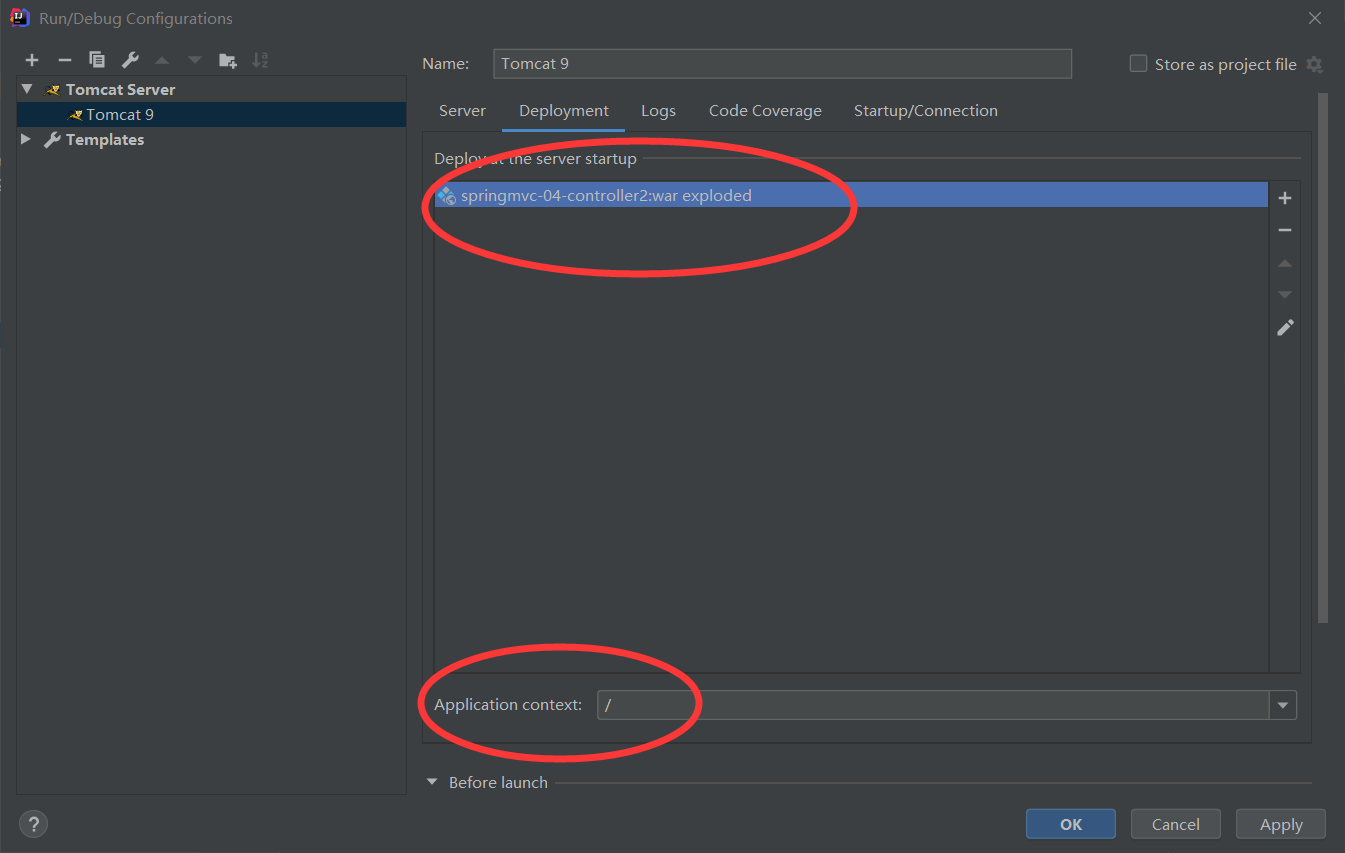 Run/Debug Configurations
Name: Tomcat 9
Store as project file
Tomcat Server
Tomcat 9
Templates
Server Deployment Logs Code Coverage Startup/Connection
Deploy at the server startup
springmvc-04-controller2:war exploded
Application context: /
Before launch
?
OK Cancel Apply